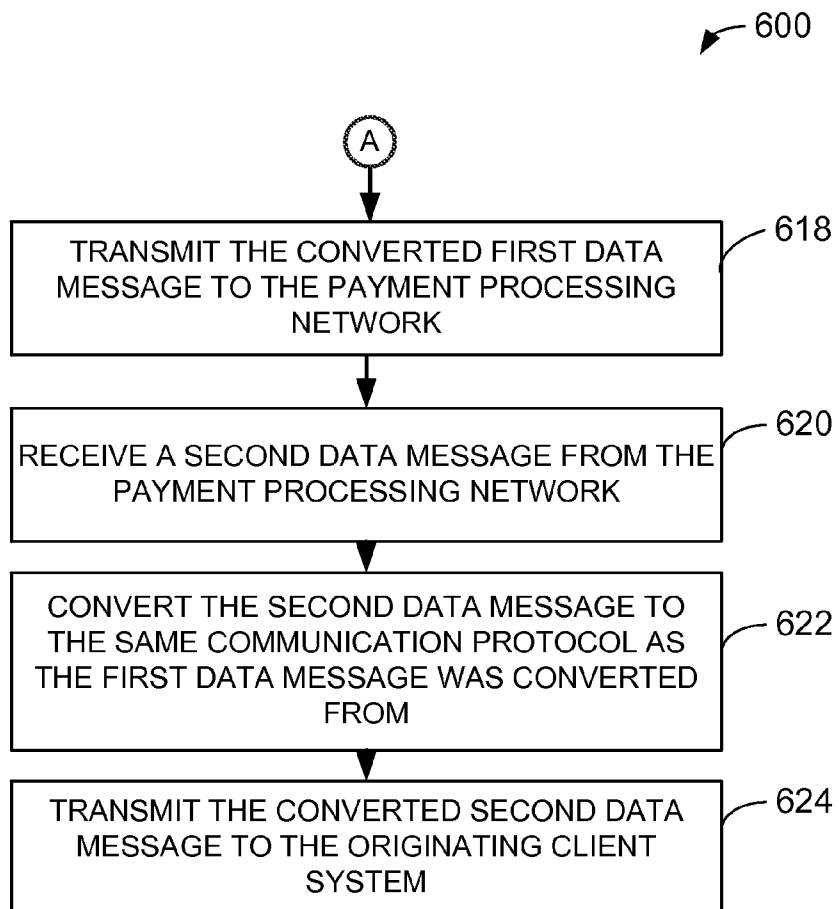 600
A
TRANSMIT THE CONVERTED FIRST DATA
MESSAGE TO THE PAYMENT PROCESSING
NETWORK
618
RECEIVE A SECOND DATA MESSAGE FROM THE
PAYMENT PROCESSING NETWORK
620
CONVERT THE SECOND DATA MESSAGE TO
THE SAME COMMUNICATION PROTOCOL AS
THE FIRST DATA MESSAGE WAS CONVERTED
FROM
622
TRANSMIT THE CONVERTED SECOND DATA
MESSAGE TO THE ORIGINATING CLIENT
SYSTEM
624